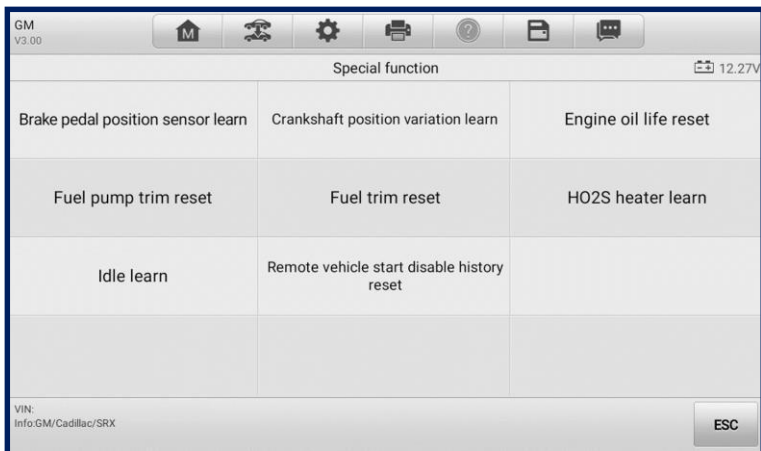 GM
V3.00
M
?
Special function
12.27V
Brake pedal position sensor learn
Crankshaft position variation learn
Engine oil life reset
Fuel pump trim reset
Fuel trim reset
HO2S heater learn
Idle learn
Remote vehicle start disable history
reset
VIN:
Info:GM/Cadillac/SRX
ESC